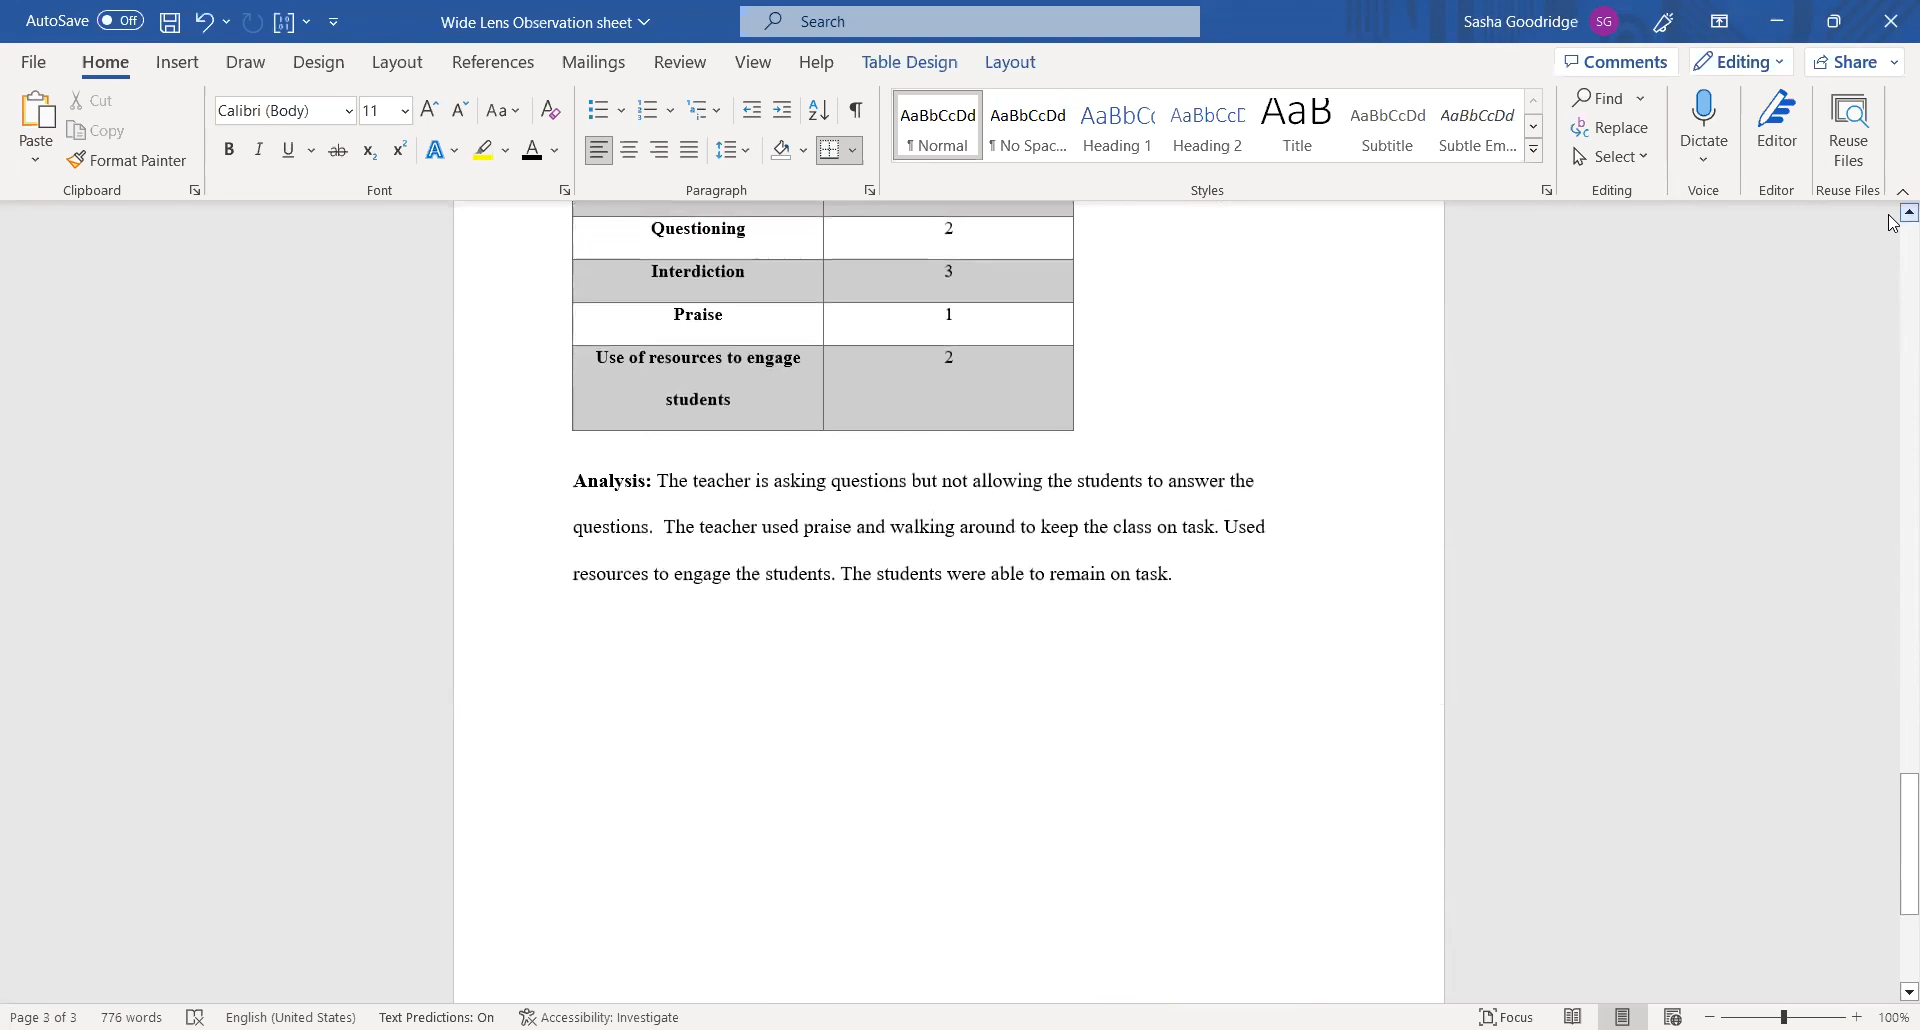 AutoSave Off Wide Lens Observation sheet Search Sasha Goodridge SG
File Home Insert Draw Design Layout References Mailings Review View Help Table Design Layout Comments Editing Share
Paste Cut Copy Format Painter
Clipboard
Calibri (Body) 11
Font
Paragraph
AaBbCcDd AaBbCcDd AaBbC AaBbCcD AaB AaBbCcDd AaBbCcDd
¶ Normal ¶ No Spac... Heading 1 Heading 2 Title Subtitle Subtle Em...
Styles
Find Replace Select
Editing
Dictate
Voice
Editor
Editor
Reuse
Files
Reuse Files
Questioning 2
Interdiction 3
Praise 1
Use of resources to engage 2
students
Analysis: The teacher is asking questions but not allowing the students to answer the
questions.  The teacher used praise and walking around to keep the class on task. Used
resources to engage the students. The students were able to remain on task.
Page 3 of 3 776 words English (United States) Text Predictions: On Accessibility: Investigate Focus 100%